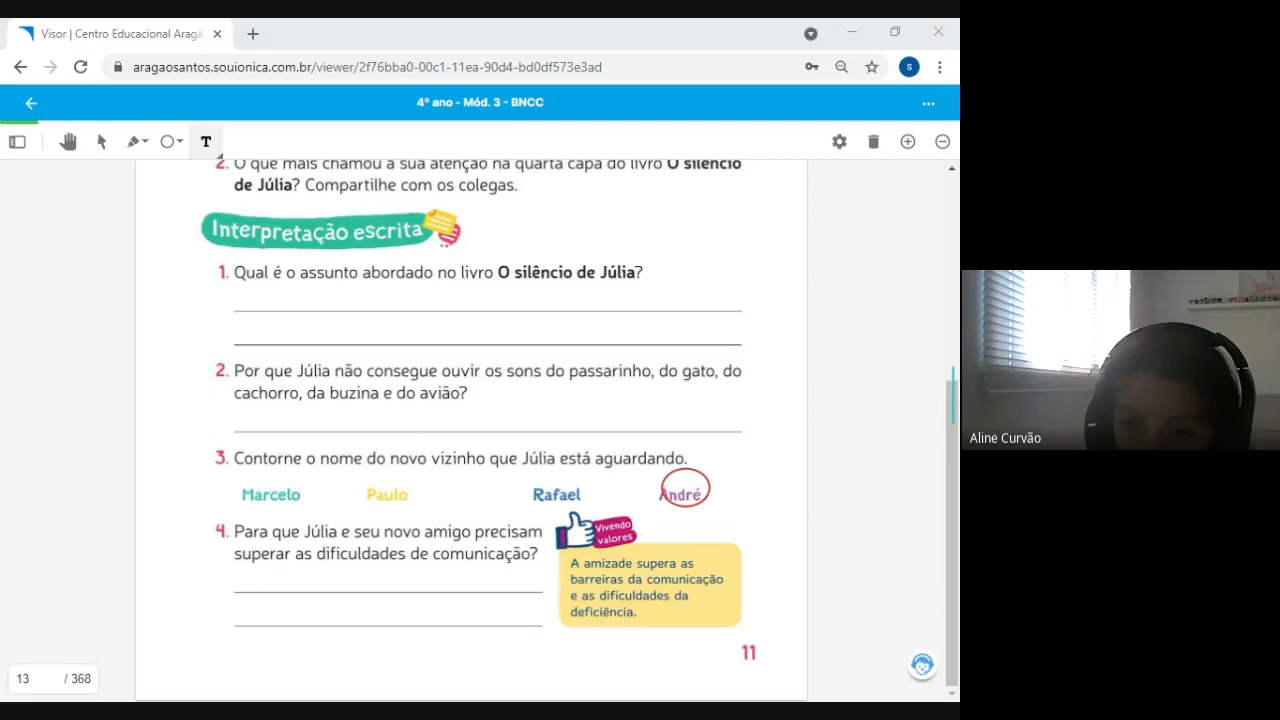 Visor | Centro Educacional Aragã
aragaosantos.souionica.com.br/viewer/2f76bba0-00c1-11ea-90d4-bd0df573e3ad
s
4º ano - Mód. 3 - BNCC
T
2. O que mais chamou a sua atenção na quarta capa do livro O silêncio
de Júlia? Compartilhe com os colegas.
Interpretação escrita
1. Qual é o assunto abordado no livro O silêncio de Júlia?
2. Por que Júlia não consegue ouvir os sons do passarinho, do gato, do
cachorro, da buzina e do avião?
3. Contorne o nome do novo vizinho que Júlia está aguardando.
Marcelo Paulo Rafael André
4. Para que Júlia e seu novo amigo precisam
superar as dificuldades de comunicação?
Vivendo
valores
A amizade supera as
barreiras da comunicação
e as dificuldades da
deficiência.
11
13 / 368
Aline Curvão